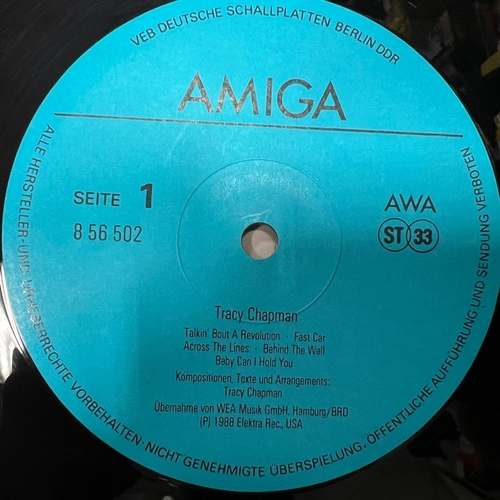 VEB DEUTSCHE SCHALLPLATTEN BERLIN DDR
AMIGA
SEITE 1
8 56 502
AWA
ST 33
Tracy Chapman
Talkin' Bout A Revolution · Fast Car
Across The Lines · Behind The Wall
Baby Can I Hold You
Kompositionen, Texte und Arrangements:
Tracy Chapman
Übernahme von WEA Musik GmbH, Hamburg/BRD
(P) 1988 Elektra Rec., USA
ALLE HERSTELLER- UND URHEBERRECHTE VORBEHALTEN · NICHT GENEHMIGTE ÜBERSPIELUNG, ÖFFENTLICHE AUFFÜHRUNG UND SENDUNG VERBOTEN